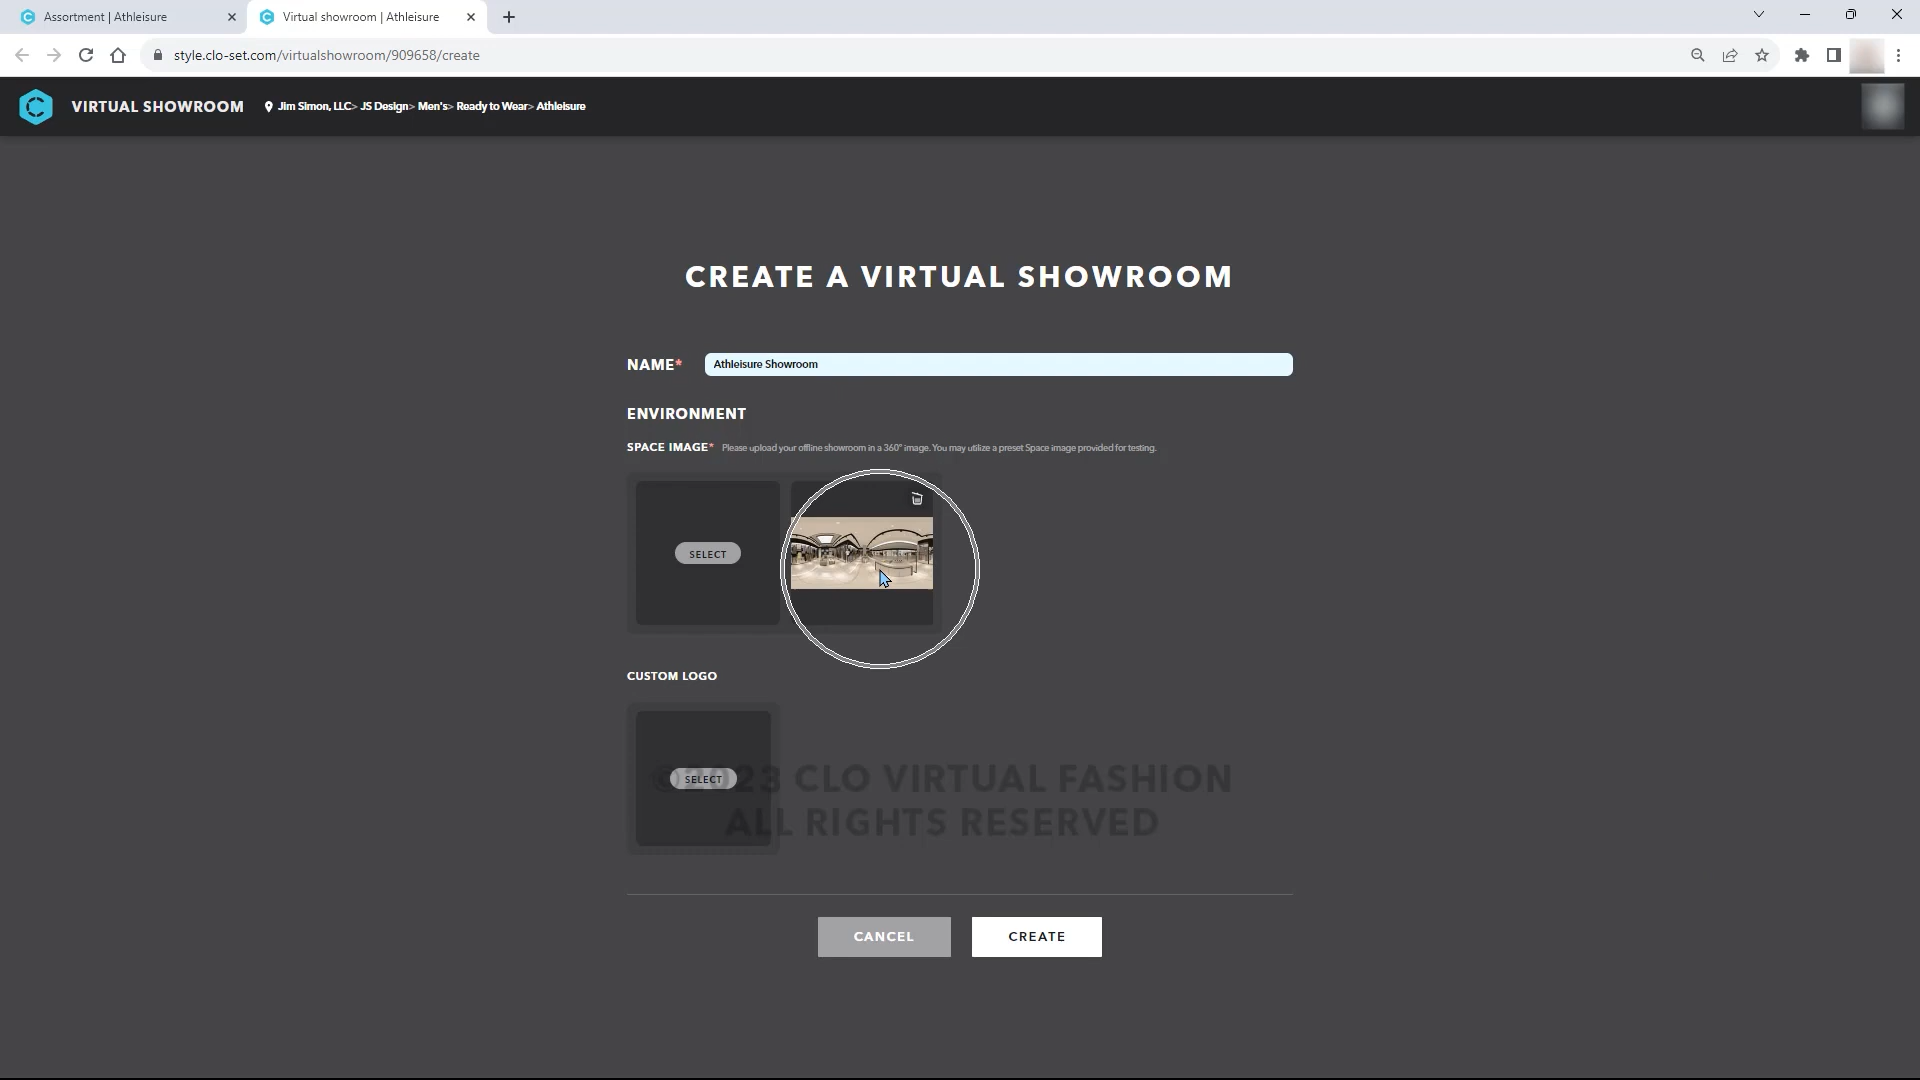 Assortment | Athleisure
Virtual showroom | Athleisure
style.clo-set.com/virtualshowroom/909658/create
VIRTUAL SHOWROOM
Jim Simon, LLC> JS Design> Men's> Ready to Wear> Athleisure
CREATE A VIRTUAL SHOWROOM
NAME*
Athleisure Showroom
ENVIRONMENT
SPACE IMAGE* Please upload your offline showroom in a 360° image. You may utilize a preset Space image provided for testing.
SELECT
CUSTOM LOGO
SELECT
©2023 CLO VIRTUAL FASHION
ALL RIGHTS RESERVED
CANCEL
CREATE